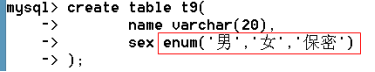 mysql> create table t9(
    ->     name varchar(20),
    ->     sex enum('男','女','保密')
    -> );